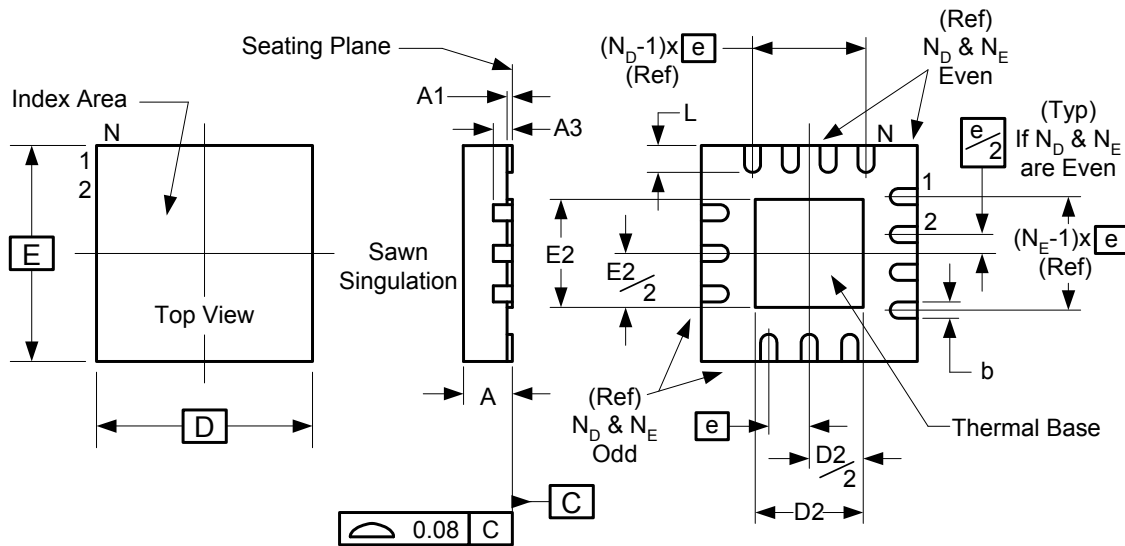 Seating Plane
Index Area
N
1
2
E
Top View
D
A1
A3
Sawn
Singulation
A
0.08 C
C
(N_D-1)x e
(Ref)
(Ref)
N_D & N_E
Even
L
N
e/2
(Typ)
If N_D & N_E
are Even
1
2
(N_E-1)x e
(Ref)
E2
E2/2
b
(Ref)
N_D & N_E
Odd
e
Thermal Base
D2/2
D2